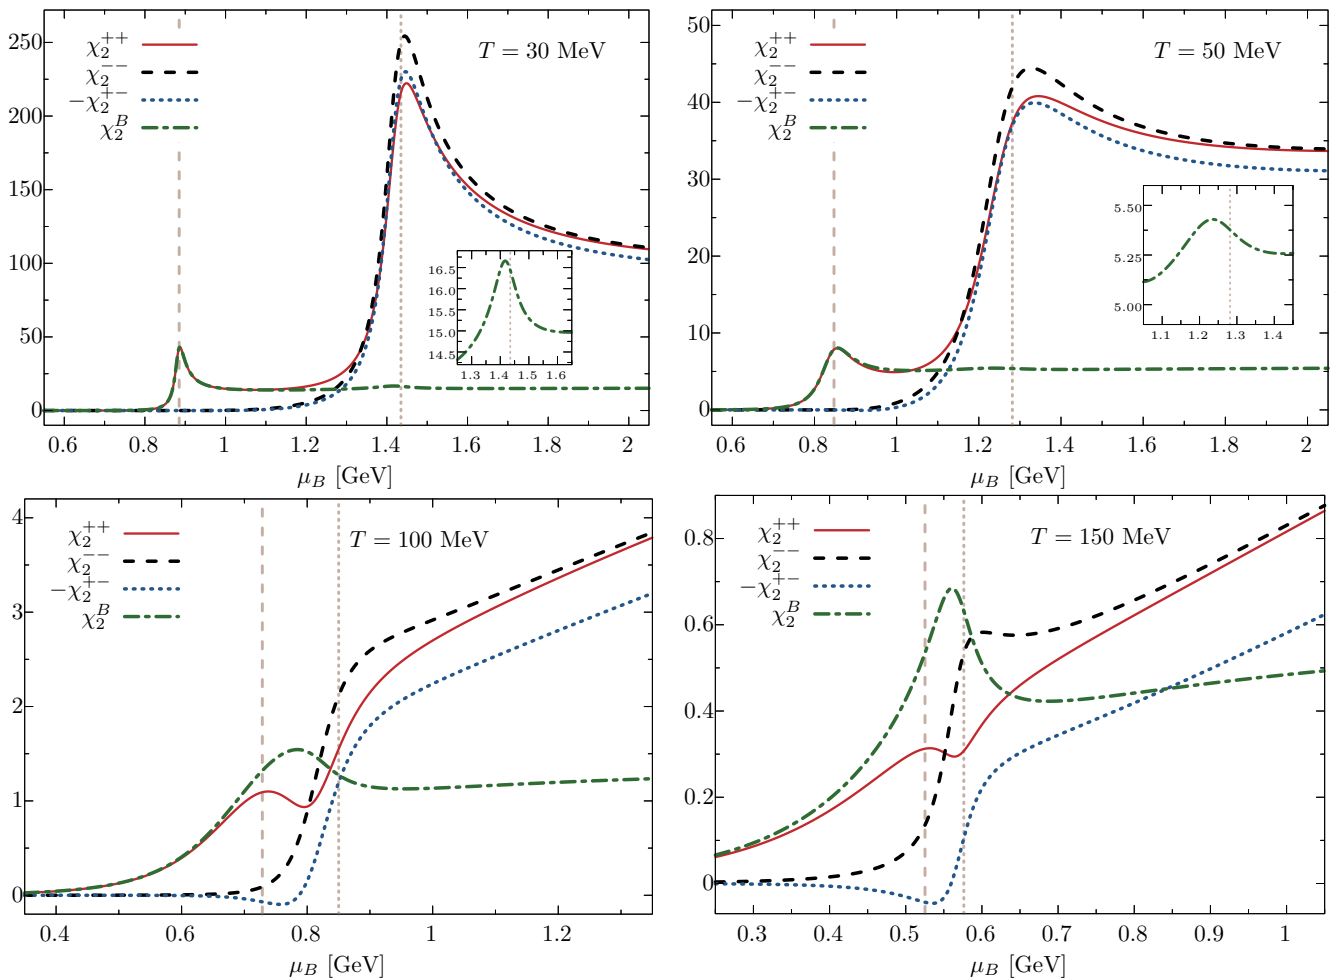 χ₂⁺⁺
χ₂⁻⁻
−χ₂⁺⁻
χ₂ᴮ
T = 30 MeV
250
200
150
100
50
0
16.5
16.0
15.5
15.0
14.5
1.3 1.4 1.5 1.6
0.6 0.8 1 1.2 1.4 1.6 1.8 2
μ_B [GeV]
χ₂⁺⁺
χ₂⁻⁻
−χ₂⁺⁻
χ₂ᴮ
T = 50 MeV
50
40
30
20
10
0
5.50
5.25
5.00
1.1 1.2 1.3 1.4
0.6 0.8 1 1.2 1.4 1.6 1.8 2
μ_B [GeV]
χ₂⁺⁺
χ₂⁻⁻
−χ₂⁺⁻
χ₂ᴮ
T = 100 MeV
4
3
2
1
0
0.4 0.6 0.8 1 1.2
μ_B [GeV]
χ₂⁺⁺
χ₂⁻⁻
−χ₂⁺⁻
χ₂ᴮ
T = 150 MeV
0.8
0.6
0.4
0.2
0
0.3 0.4 0.5 0.6 0.7 0.8 0.9 1
μ_B [GeV]